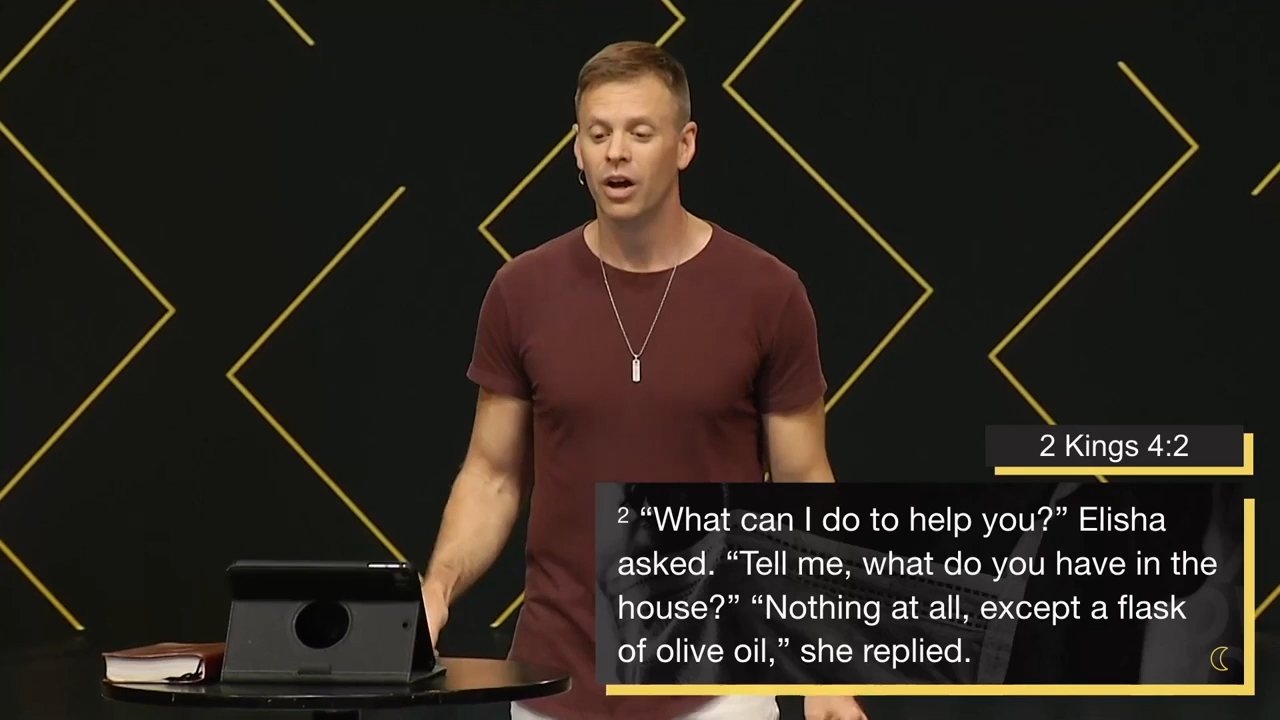 2 Kings 4:2
2 “What can I do to help you?” Elisha
asked. “Tell me, what do you have in the
house?” “Nothing at all, except a flask
of olive oil,” she replied.